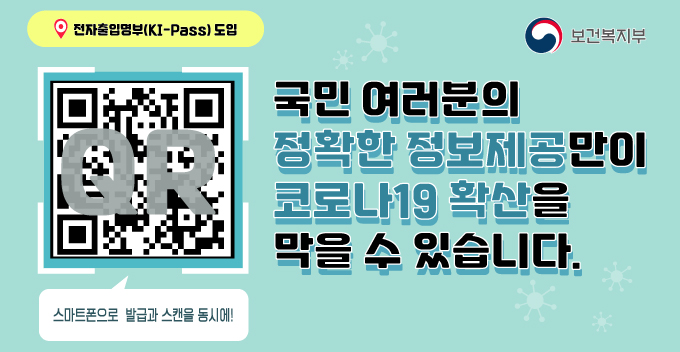 전자출입명부(KI-Pass) 도입
보건복지부
QR
국민 여러분의
정확한 정보제공만이
코로나19 확산을
막을 수 있습니다.
스마트폰으로 발급과 스캔을 동시에!